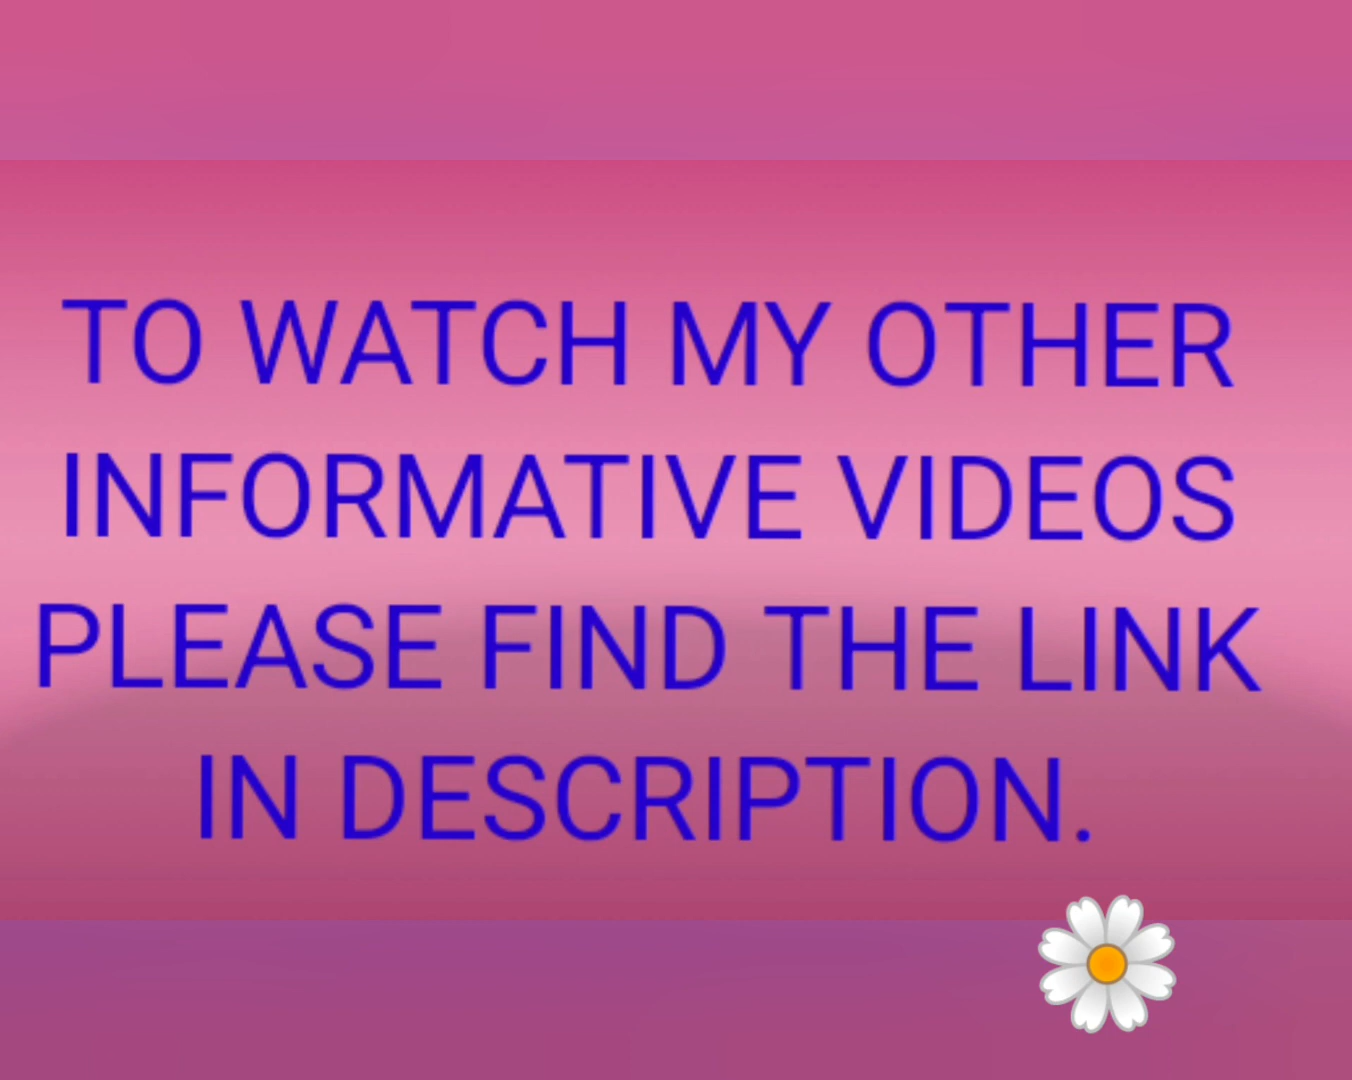 TO WATCH MY OTHER
INFORMATIVE VIDEOS
PLEASE FIND THE LINK
IN DESCRIPTION.